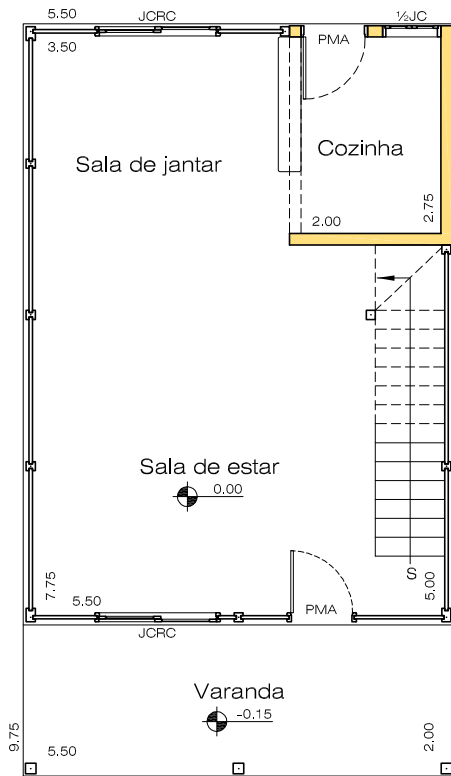 5.50 JCRC ½JC
3.50 PMA
Sala de jantar Cozinha
2.00 2.75
Sala de estar
0.00
7.75 5.50 S 5.00
JCRC PMA
Varanda
-0.15
9.75 5.50 2.00